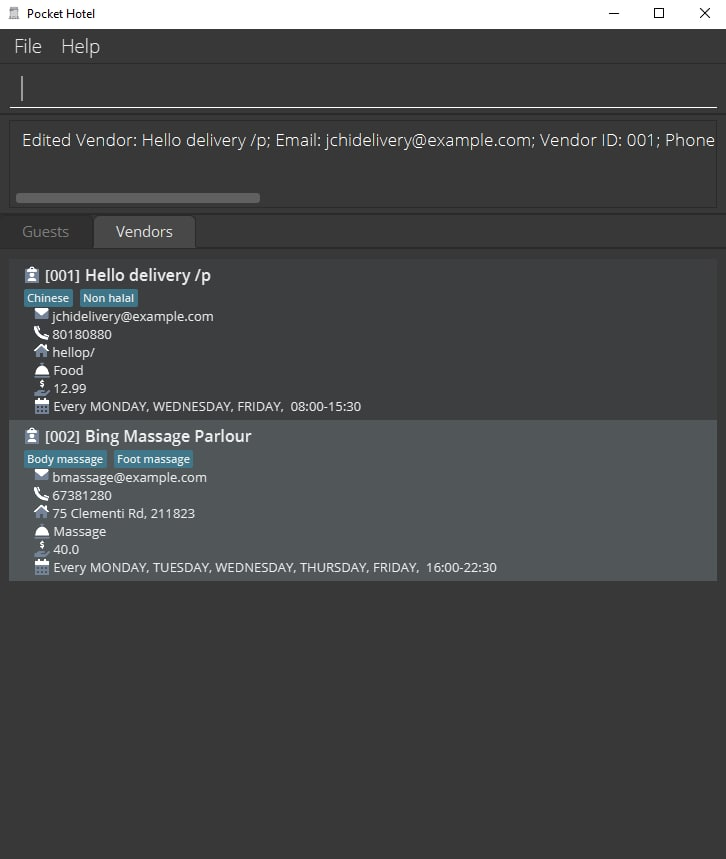 Pocket Hotel
File Help
Edited Vendor: Hello delivery /p; Email: jchidelivery@example.com; Vendor ID: 001; Phone
Guests Vendors
[001] Hello delivery /p
Chinese Non halal
jchidelivery@example.com
80180880
hellop/
Food
12.99
Every MONDAY, WEDNESDAY, FRIDAY,  08:00-15:30
[002] Bing Massage Parlour
Body massage Foot massage
bmassage@example.com
67381280
75 Clementi Rd, 211823
Massage
40.0
Every MONDAY, TUESDAY, WEDNESDAY, THURSDAY, FRIDAY,  16:00-22:30